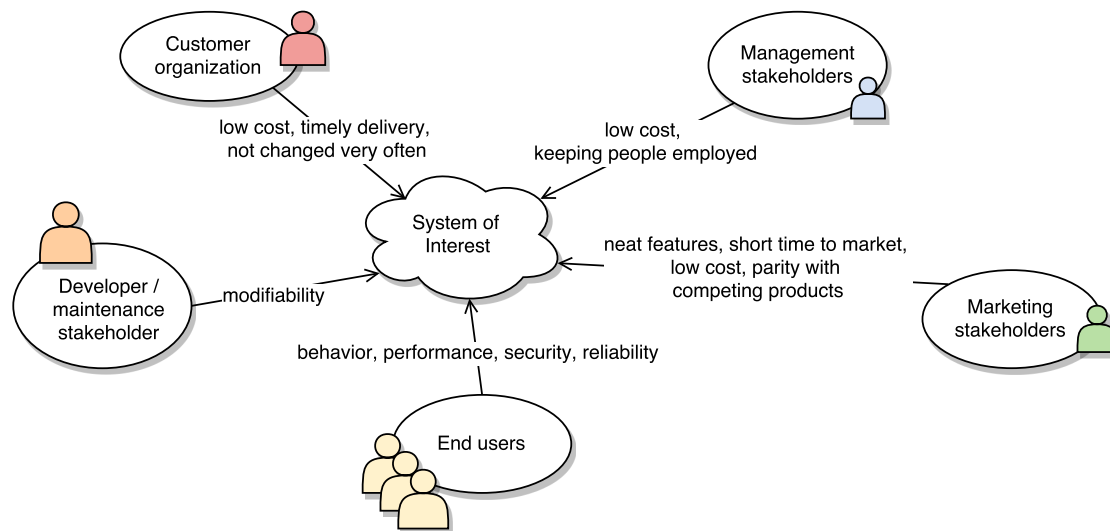 Customer
organization
Management
stakeholders
low cost, timely delivery,
not changed very often
low cost,
keeping people employed
System of
Interest
neat features, short time to market,
low cost, parity with
competing products
Developer /
maintenance
stakeholder
modifiability
Marketing
stakeholders
behavior, performance, security, reliability
End users